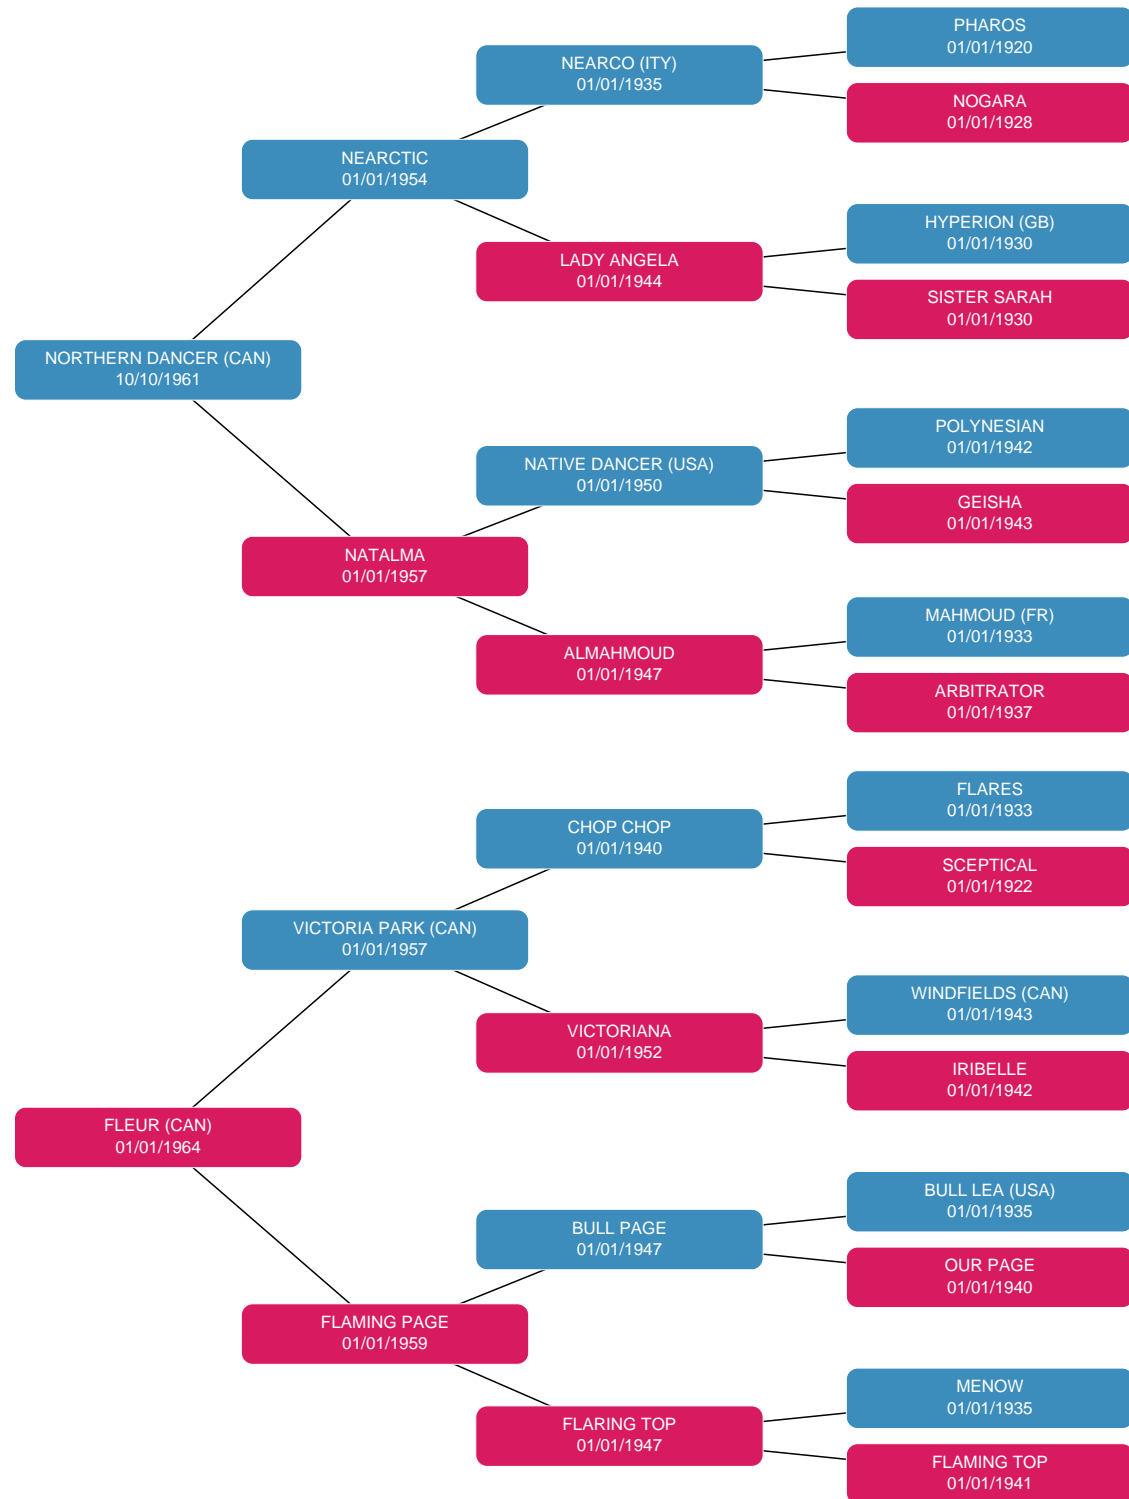 PHAROS
01/01/1920
NEARCO (ITY)
01/01/1935
NOGARA
01/01/1928
NEARCTIC
01/01/1954
HYPERION (GB)
01/01/1930
LADY ANGELA
01/01/1944
SISTER SARAH
01/01/1930
NORTHERN DANCER (CAN)
10/10/1961
POLYNESIAN
01/01/1942
NATIVE DANCER (USA)
01/01/1950
GEISHA
01/01/1943
NATALMA
01/01/1957
MAHMOUD (FR)
01/01/1933
ALMAHMOUD
01/01/1947
ARBITRATOR
01/01/1937
FLARES
01/01/1933
CHOP CHOP
01/01/1940
SCEPTICAL
01/01/1922
VICTORIA PARK (CAN)
01/01/1957
WINDFIELDS (CAN)
01/01/1943
VICTORIANA
01/01/1952
IRIBELLE
01/01/1942
FLEUR (CAN)
01/01/1964
BULL LEA (USA)
01/01/1935
BULL PAGE
01/01/1947
OUR PAGE
01/01/1940
FLAMING PAGE
01/01/1959
MENOW
01/01/1935
FLARING TOP
01/01/1947
FLAMING TOP
01/01/1941